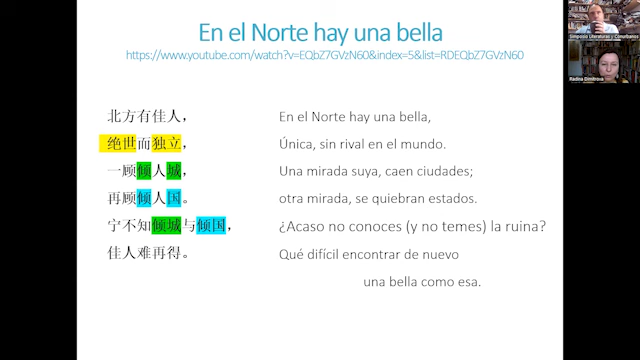 En el Norte hay una bella
https://www.youtube.com/watch?v=EQbZ7GVzN60&index=5&list=RDEQbZ7GVzN60
北方有佳人，
绝世而独立，
一顾倾人城，
再顾倾人国。
宁不知倾城与倾国，
佳人难再得。
En el Norte hay una bella,
Única, sin rival en el mundo.
Una mirada suya, caen ciudades;
otra mirada, se quiebran estados.
¿Acaso no conoces (y no temes) la ruina?
Qué difícil encontrar de nuevo
una bella como esa.
Simposio Literaturas y Conurbanos
Radina Dimitrova